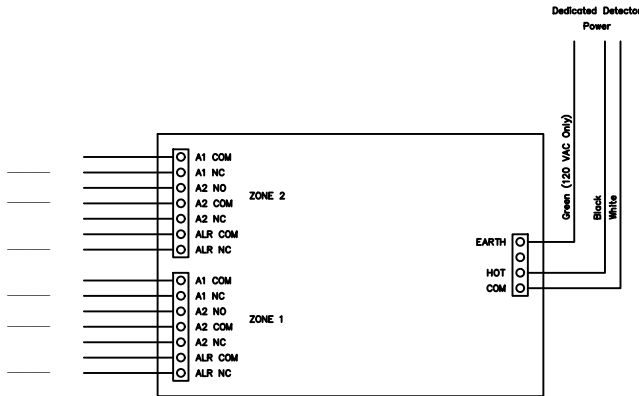 Dedicated Detector
Power
Green (120 VAC Only)
Black
White
A1 COM
A1 NC
A2 NO
A2 COM
A2 NC
ALR COM
ALR NC
ZONE 2
EARTH
HOT
COM
A1 COM
A1 NC
A2 NO
A2 COM
A2 NC
ALR COM
ALR NC
ZONE 1